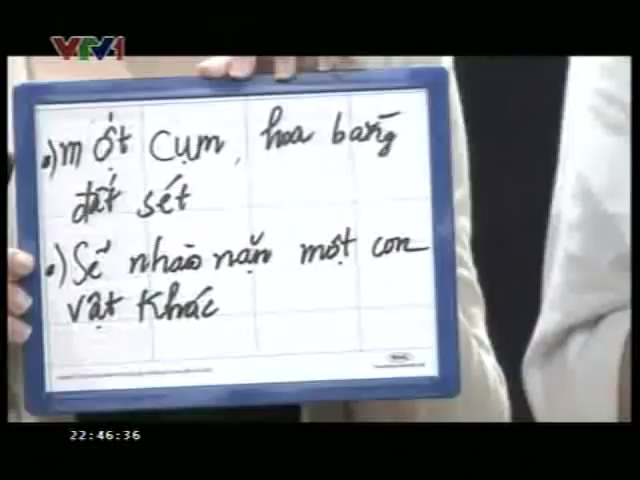 VTV1
•) một cụm, hoa bằng
đất sét
•) Sẽ nhào nặn một con
vật khác
22:46:36